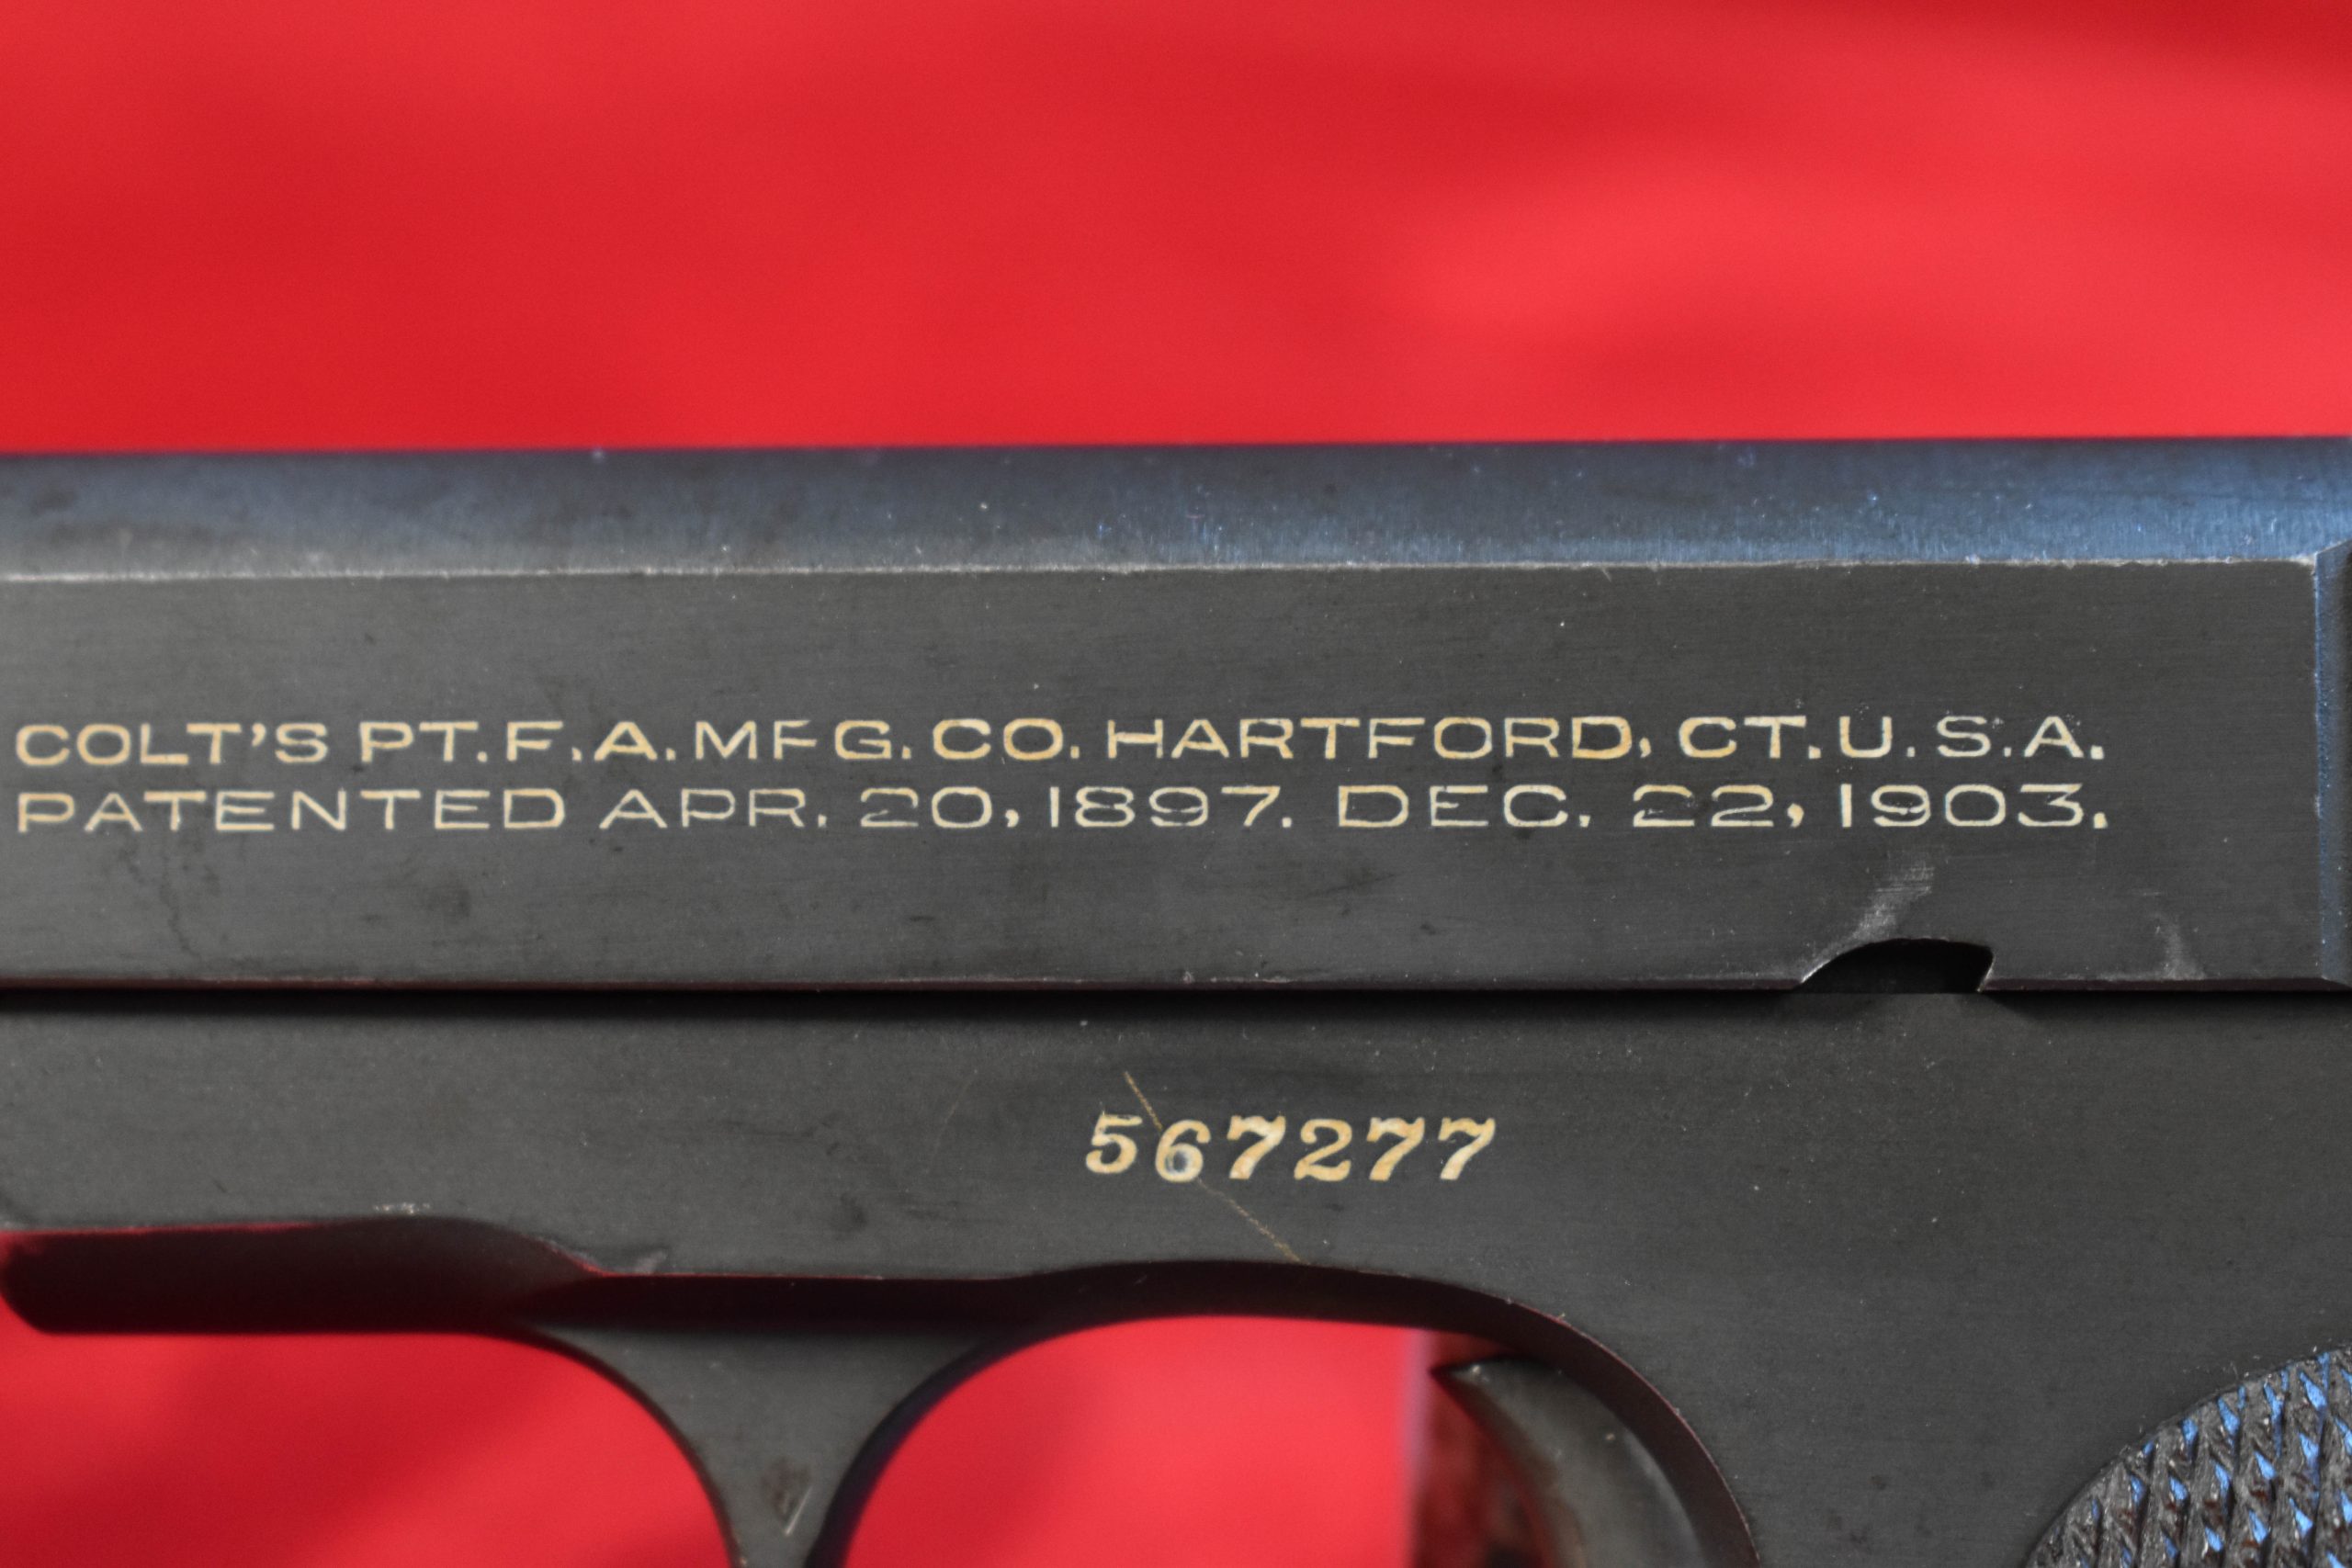 COLT'S PT.F.A.MFG.CO. HARTFORD, CT.U.S.A.
PATENTED APR. 20, 1897. DEC. 22, 1903.
567277